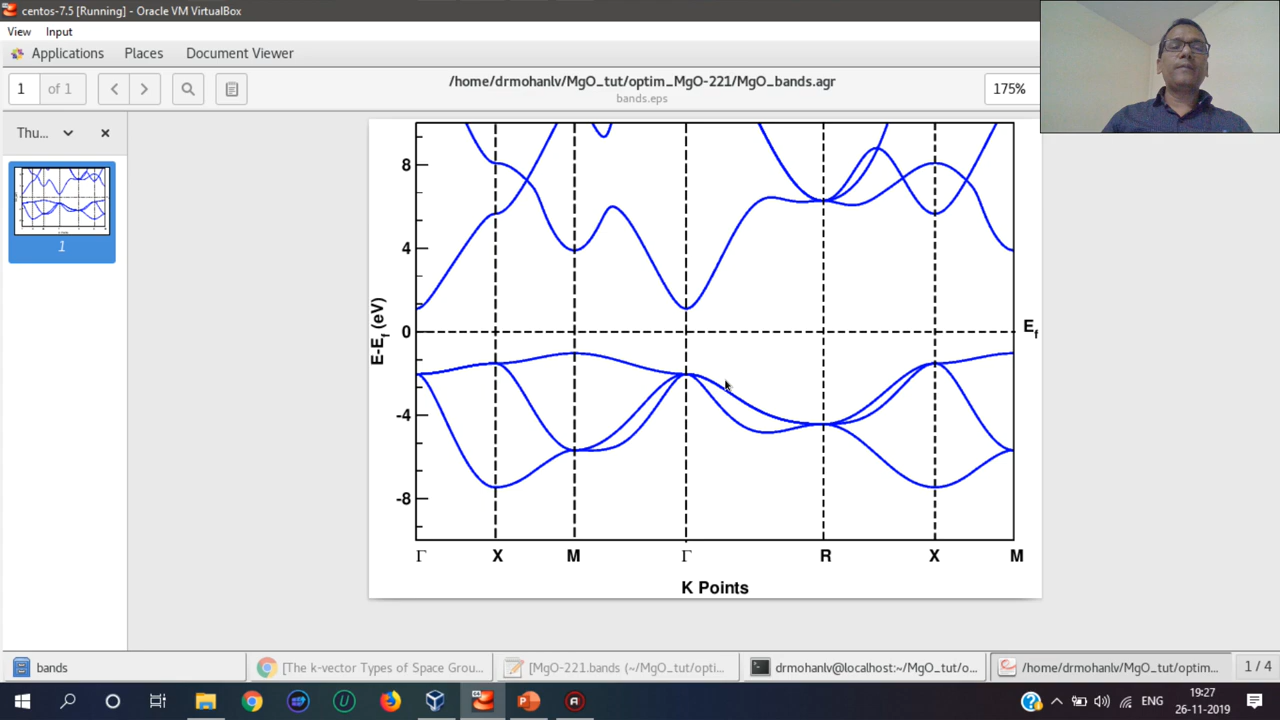 centos-7.5 [Running] - Oracle VM VirtualBox
View Input
Applications Places Document Viewer
1 of 1
/home/drmohanlv/MgO_tut/optim_MgO-221/MgO_bands.agr
bands.eps
175%
Thu...
1
8
4
0
-4
-8
E-Ef (eV)
Ef
Γ X M Γ R X M
K Points
bands
[The k-vector Types of Space Grou...
[MgO-221.bands (~/MgO_tut/opti...
drmohanlv@localhost:~/MgO_tut/o...
/home/drmohanlv/MgO_tut/optim...
1 / 4
ENG
19:27
26-11-2019